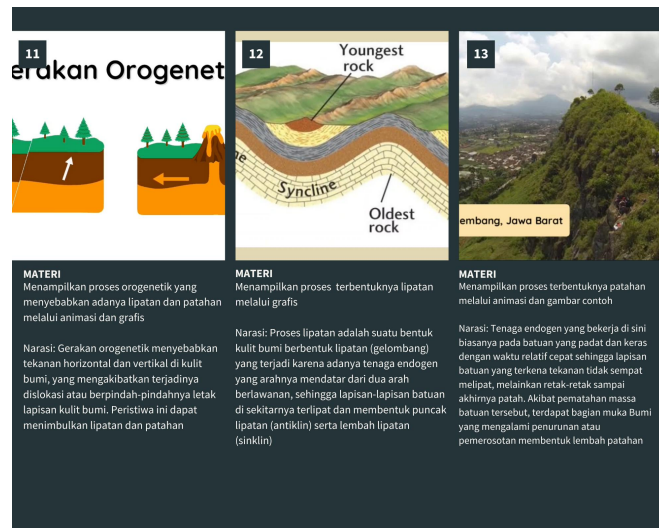 11
erakan Orogenet
MATERI
Menampilkan proses orogenetik yang
menyebabkan adanya lipatan dan patahan
melalui animasi dan grafis
Narasi: Gerakan orogenetik menyebabkan
tekanan horizontal dan vertikal di kulit
bumi, yang mengakibatkan terjadinya
dislokasi atau berpindah-pindahnya letak
lapisan kulit bumi. Peristiwa ini dapat
menimbulkan lipatan dan patahan
12
Youngest
rock
ne
Syncline
Oldest
rock
MATERI
Menampilkan proses terbentuknya lipatan
melalui grafis
Narasi: Proses lipatan adalah suatu bentuk
kulit bumi berbentuk lipatan (gelombang)
yang terjadi karena adanya tenaga endogen
yang arahnya mendatar dari dua arah
berlawanan, sehingga lapisan-lapisan batuan
di sekitarnya terlipat dan membentuk puncak
lipatan (antiklin) serta lembah lipatan
(sinklin)
13
embang, Jawa Barat
MATERI
Menampilkan proses terbentuknya patahan
melalui animasi dan gambar contoh
Narasi: Tenaga endogen yang bekerja di sini
biasanya pada batuan yang padat dan keras
dengan waktu relatif cepat sehingga lapisan
batuan yang terkena tekanan tidak sempat
melipat, melainkan retak-retak sampai
akhirnya patah. Akibat pematahan massa
batuan tersebut, terdapat bagian muka Bumi
yang mengalami penurunan atau
pemerosotan membentuk lembah patahan